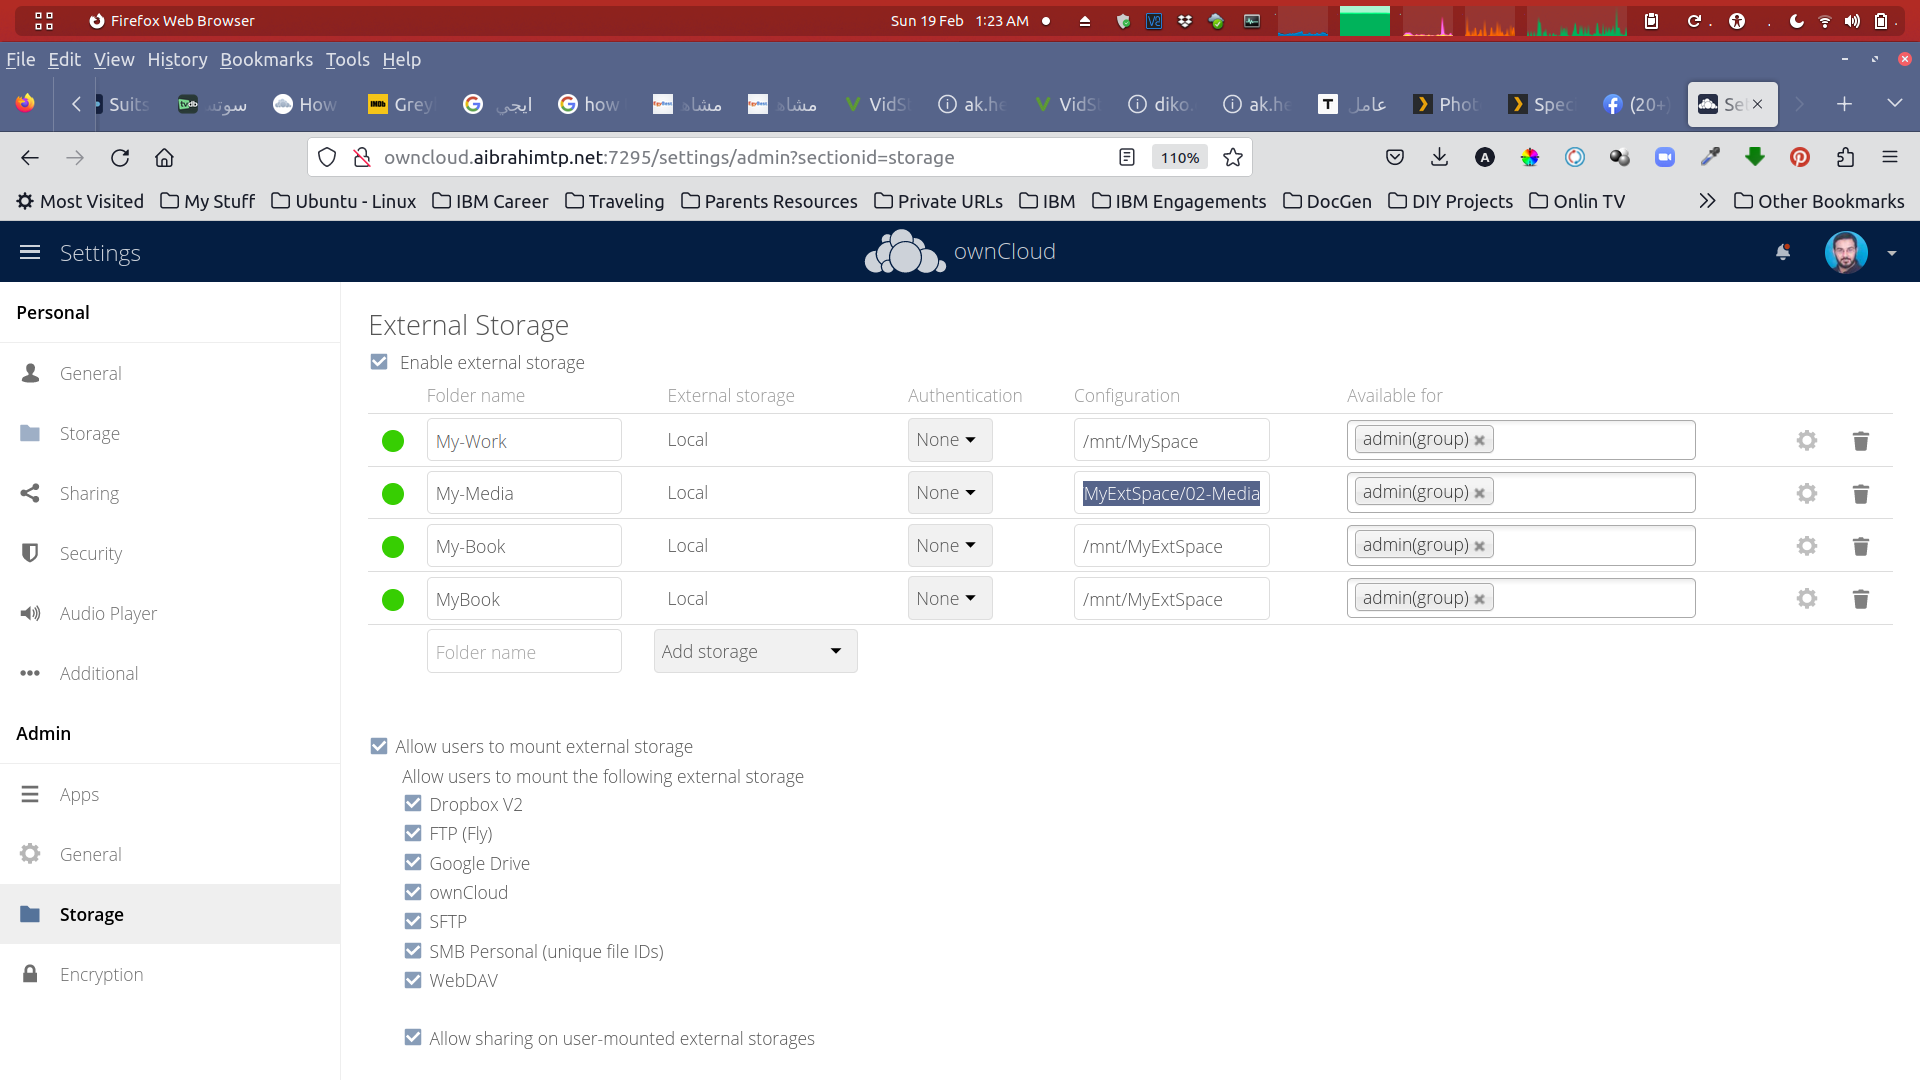 Firefox Web Browser
Sun 19 Feb 1:23 AM
File Edit View History Bookmarks Tools Help
Suits سوتس How Grey ايجي how مشاه مشاه VidS ak.he VidS diko. ak.he عامل Phot Spec (20+) Se
owncloud.aibrahimtp.net:7295/settings/admin?sectionid=storage 110%
Most Visited My Stuff Ubuntu - Linux IBM Career Traveling Parents Resources Private URLs IBM IBM Engagements DocGen DIY Projects Onlin TV Other Bookmarks
Settings
ownCloud
Personal
General
Storage
Sharing
Security
Audio Player
Additional
Admin
Apps
General
Storage
Encryption
External Storage
Enable external storage
Folder name External storage Authentication Configuration Available for
My-Work Local None /mnt/MySpace admin(group)
My-Media Local None MyExtSpace/02-Media admin(group)
My-Book Local None /mnt/MyExtSpace admin(group)
MyBook Local None /mnt/MyExtSpace admin(group)
Folder name Add storage
Allow users to mount external storage
Allow users to mount the following external storage
Dropbox V2
FTP (Fly)
Google Drive
ownCloud
SFTP
SMB Personal (unique file IDs)
WebDAV
Allow sharing on user-mounted external storages